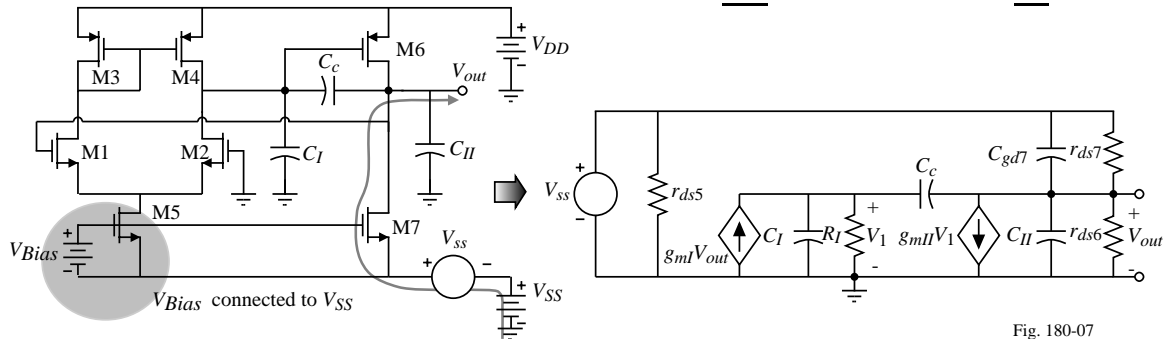 M3
M4
M6
V_DD
C_c
V_out
M1
M2
C_I
C_II
M5
M7
V_Bias
V_ss
V_SS
V_Bias connected to V_SS
V_ss
r_ds5
g_mI V_out
C_I
R_I
V_1
C_c
g_mII V_1
C_gd7
r_ds7
C_II
r_ds6
V_out
Fig. 180-07